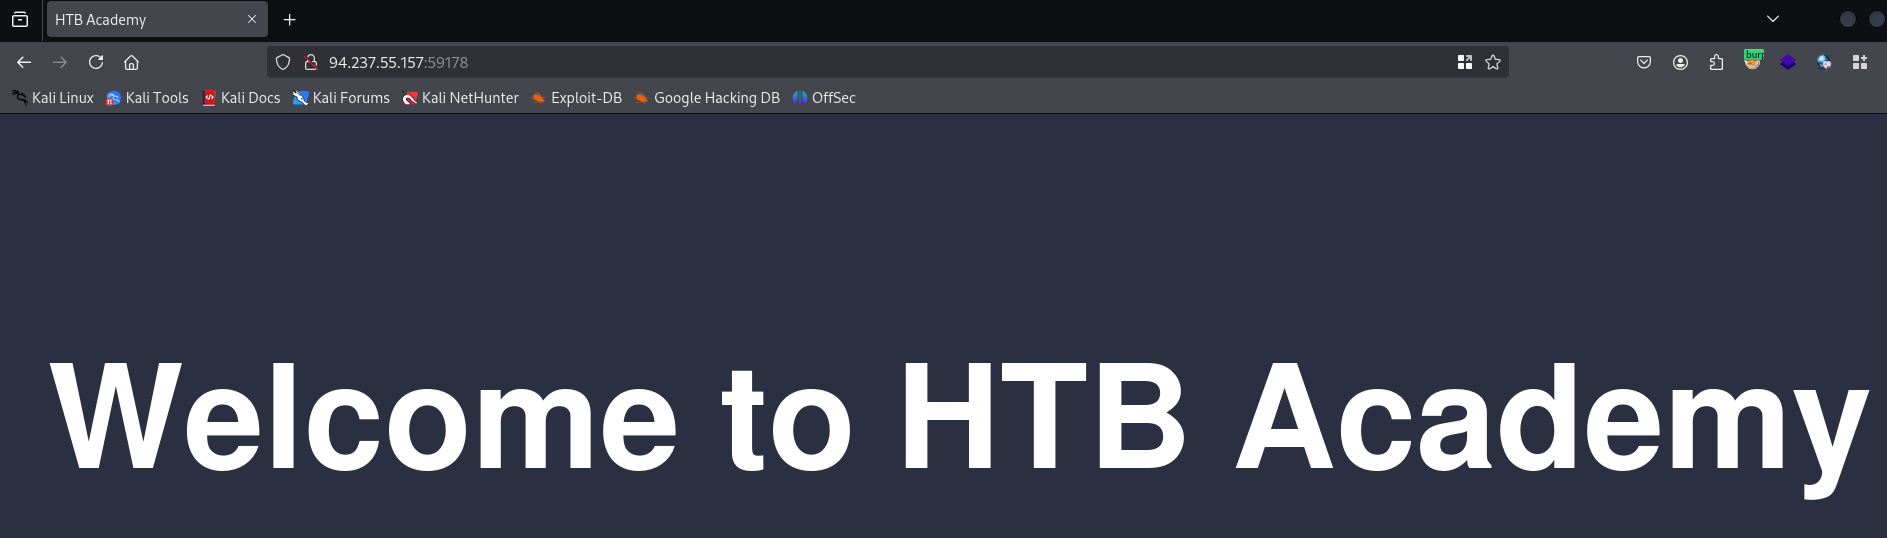 HTB Academy
94.237.55.157:59178
burp
Kali Linux Kali Tools Kali Docs Kali Forums Kali NetHunter Exploit-DB Google Hacking DB OffSec
Welcome to HTB Academy